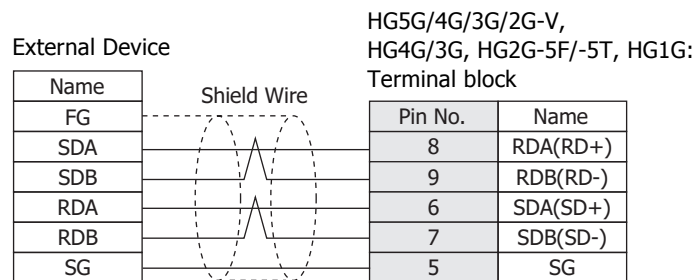 HG5G/4G/3G/2G-V,
External Device
HG4G/3G, HG2G-5F/-5T, HG1G:
Terminal block
Name
Shield Wire
Pin No. Name
FG
SDA 8 RDA(RD+)
SDB 9 RDB(RD-)
RDA 6 SDA(SD+)
RDB 7 SDB(SD-)
SG 5 SG